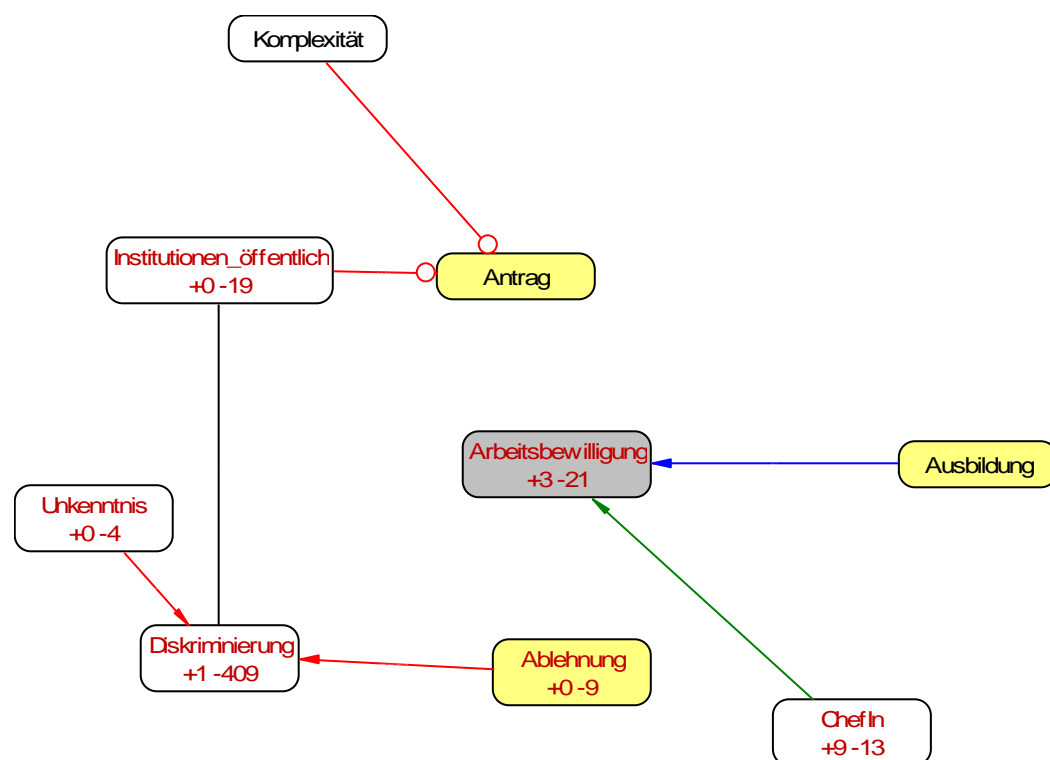 Komplexität
Institutionen_öffentlich
+0 -19
Antrag
Arbeitsbewilligung
+3 -21
Ausbildung
Unkenntnis
+0 -4
Diskriminierung
+1 -409
Ablehnung
+0 -9
ChefIn
+9 -13